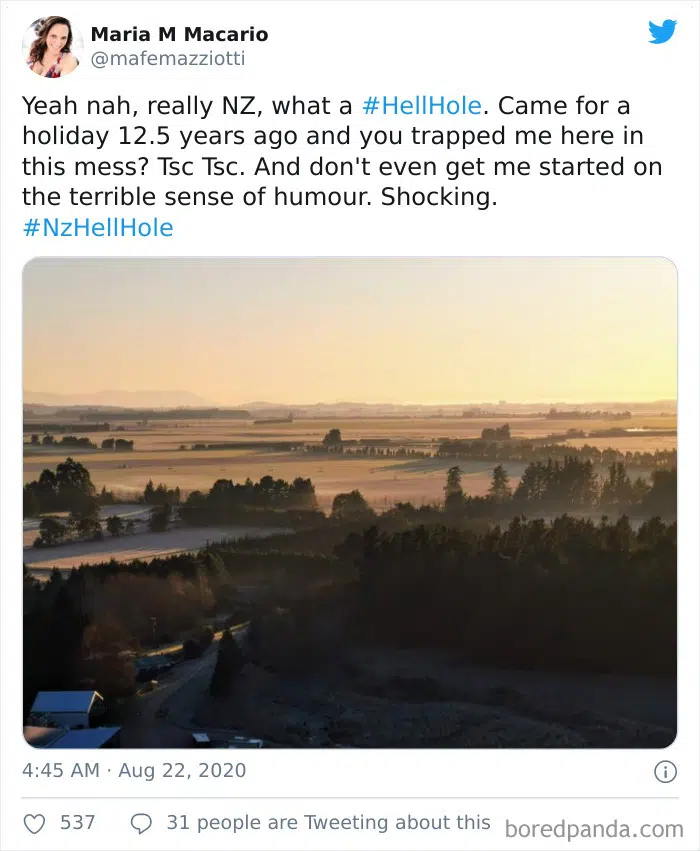 Maria M Macario
@mafemazziotti
Yeah nah, really NZ, what a #HellHole. Came for a
holiday 12.5 years ago and you trapped me here in
this mess? Tsc Tsc. And don't even get me started on
the terrible sense of humour. Shocking.
#NzHellHole
4:45 AM · Aug 22, 2020
537
31 people are Tweeting about this
boredpanda.com